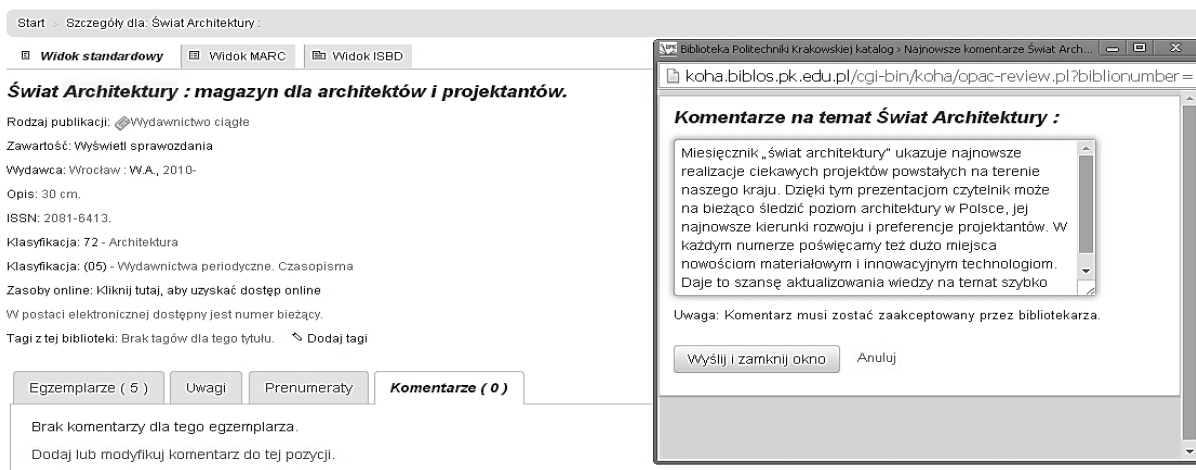 Start › Szczegóły dla: Świat Architektury :
Widok standardowy Widok MARC Widok ISBD
Świat Architektury : magazyn dla architektów i projektantów.
Rodzaj publikacji: Wydawnictwo ciągłe
Zawartość: Wyświetl sprawozdania
Wydawca: Wrocław : W.A., 2010-
Opis: 30 cm.
ISSN: 2081-6413.
Klasyfikacja: 72 - Architektura
Klasyfikacja: (05) - Wydawnictwa periodyczne. Czasopisma
Zasoby online: Kliknij tutaj, aby uzyskać dostęp online
W postaci elektronicznej dostępny jest numer bieżący.
Tagi z tej biblioteki: Brak tagów dla tego tytułu. Dodaj tagi
Egzemplarze ( 5 ) Uwagi Prenumeraty Komentarze ( 0 )
Brak komentarzy dla tego egzemplarza.
Dodaj lub modyfikuj komentarz do tej pozycji.
Biblioteka Politechniki Krakowskiej katalog › Najnowsze komentarze Świat Arch...
koha.biblos.pk.edu.pl/cgi-bin/koha/opac-review.pl?biblionumber=
Komentarze na temat Świat Architektury :
Miesięcznik „świat architektury" ukazuje najnowsze
realizacje ciekawych projektów powstałych na terenie
naszego kraju. Dzięki tym prezentacjom czytelnik może
na bieżąco śledzić poziom architektury w Polsce, jej
najnowsze kierunki rozwoju i preferencje projektantów. W
każdym numerze poświęcamy też dużo miejsca
nowościom materiałowym i innowacyjnym technologiom.
Daje to szansę aktualizowania wiedzy na temat szybko
Uwaga: Komentarz musi zostać zaakceptowany przez bibliotekarza.
Wyślij i zamknij okno Anuluj